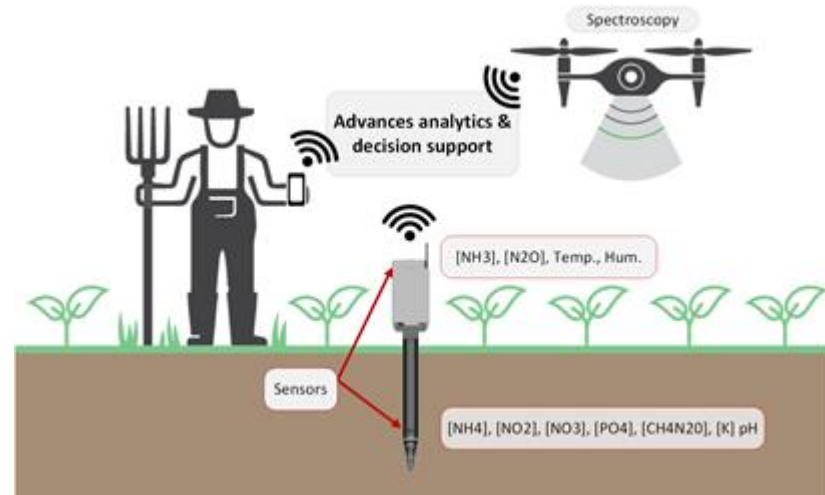 Spectroscopy
Advances analytics &
decision support
[NH3], [N2O], Temp., Hum.
Sensors
[NH4], [NO2], [NO3], [PO4], [CH4N20], [K] pH